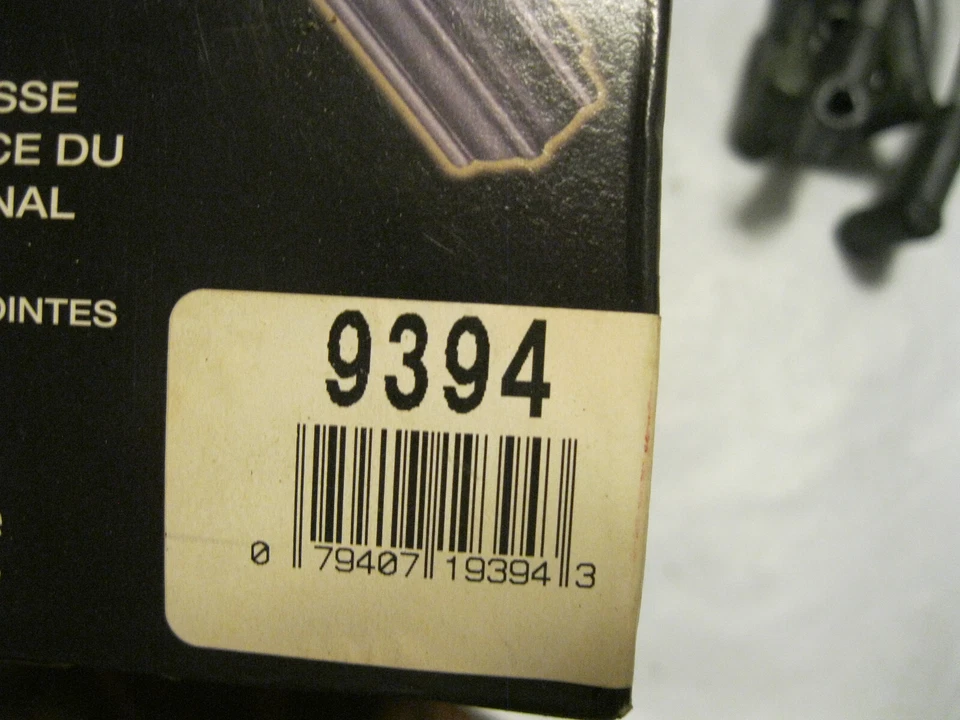 SSE
CE DU
NAL
OINTES
9394
0 79407 19394 3